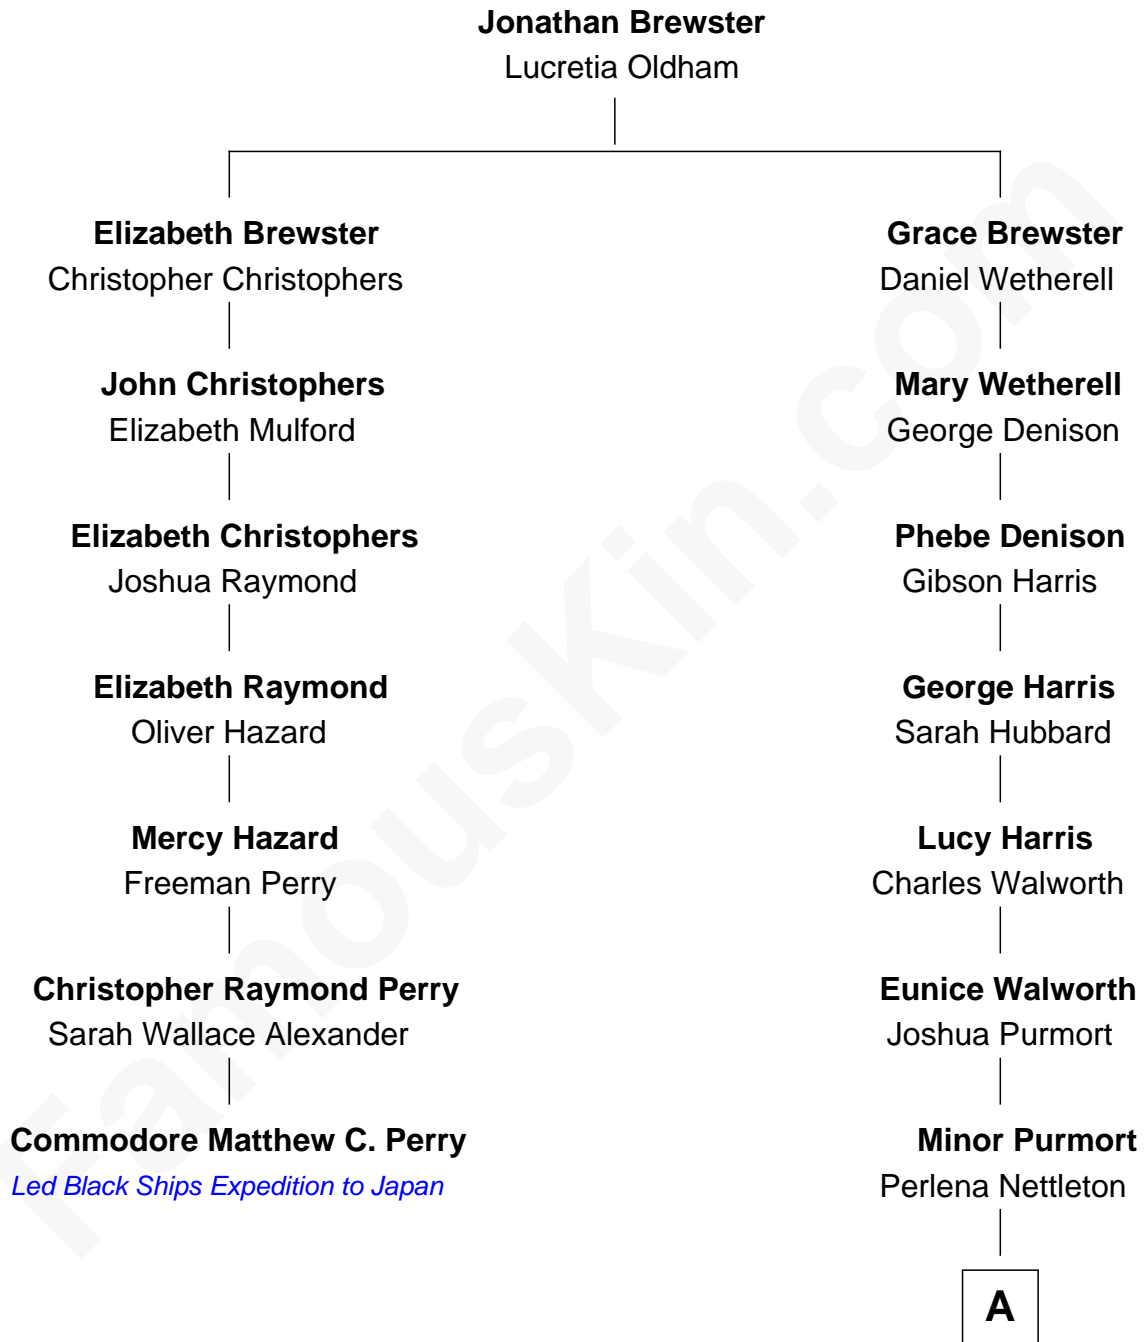 Jonathan Brewster
Lucretia Oldham
Elizabeth Brewster
Christopher Christophers
Grace Brewster
Daniel Wetherell
John Christophers
Elizabeth Mulford
Mary Wetherell
George Denison
Elizabeth Christophers
Joshua Raymond
Phebe Denison
Gibson Harris
Elizabeth Raymond
Oliver Hazard
George Harris
Sarah Hubbard
Mercy Hazard
Freeman Perry
Lucy Harris
Charles Walworth
Christopher Raymond Perry
Sarah Wallace Alexander
Eunice Walworth
Joshua Purmort
Commodore Matthew C. Perry
Led Black Ships Expedition to Japan
Minor Purmort
Perlena Nettleton
A
FamousKin.com